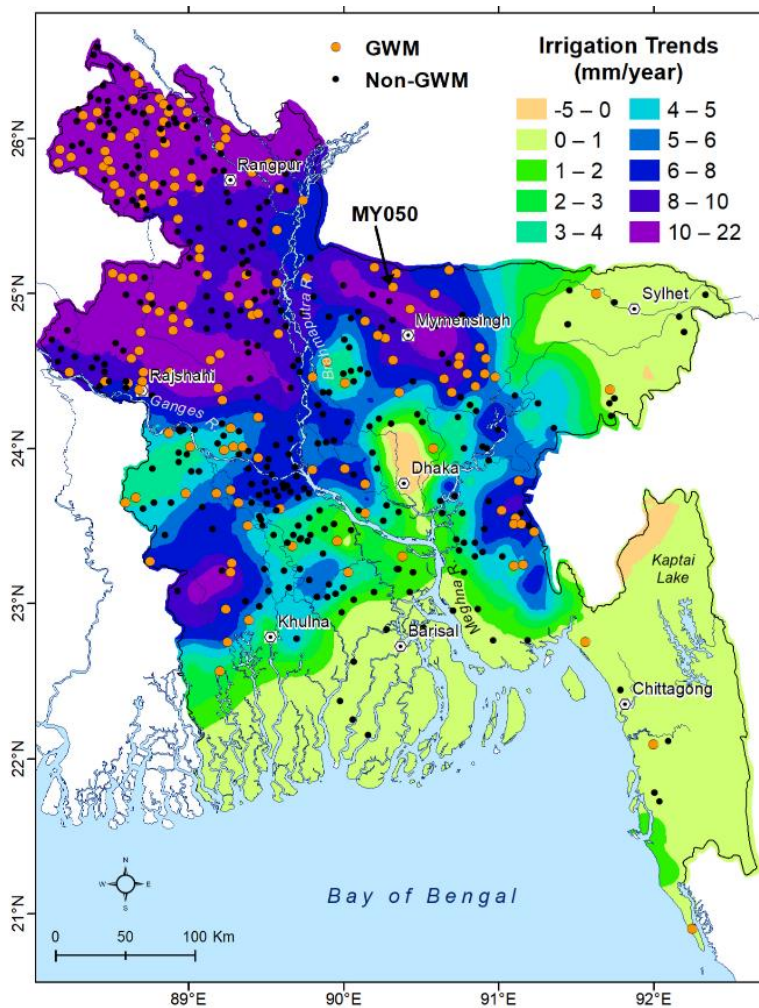 GWM
Non-GWM
Irrigation Trends
(mm/year)
-5 – 0
0 – 1
1 – 2
2 – 3
3 – 4
4 – 5
5 – 6
6 – 8
8 – 10
10 – 22
26°N
25°N
24°N
23°N
22°N
21°N
Rangpur
MY050
Brahmaputra R.
Mymensingh
Sylhet
Rajshahi
Ganges R.
Dhaka
Kaptai
Lake
Meghna R.
Khulna
Barisal
Chittagong
Bay of Bengal
N
W
E
S
0 50 100 Km
89°E 90°E 91°E 92°E